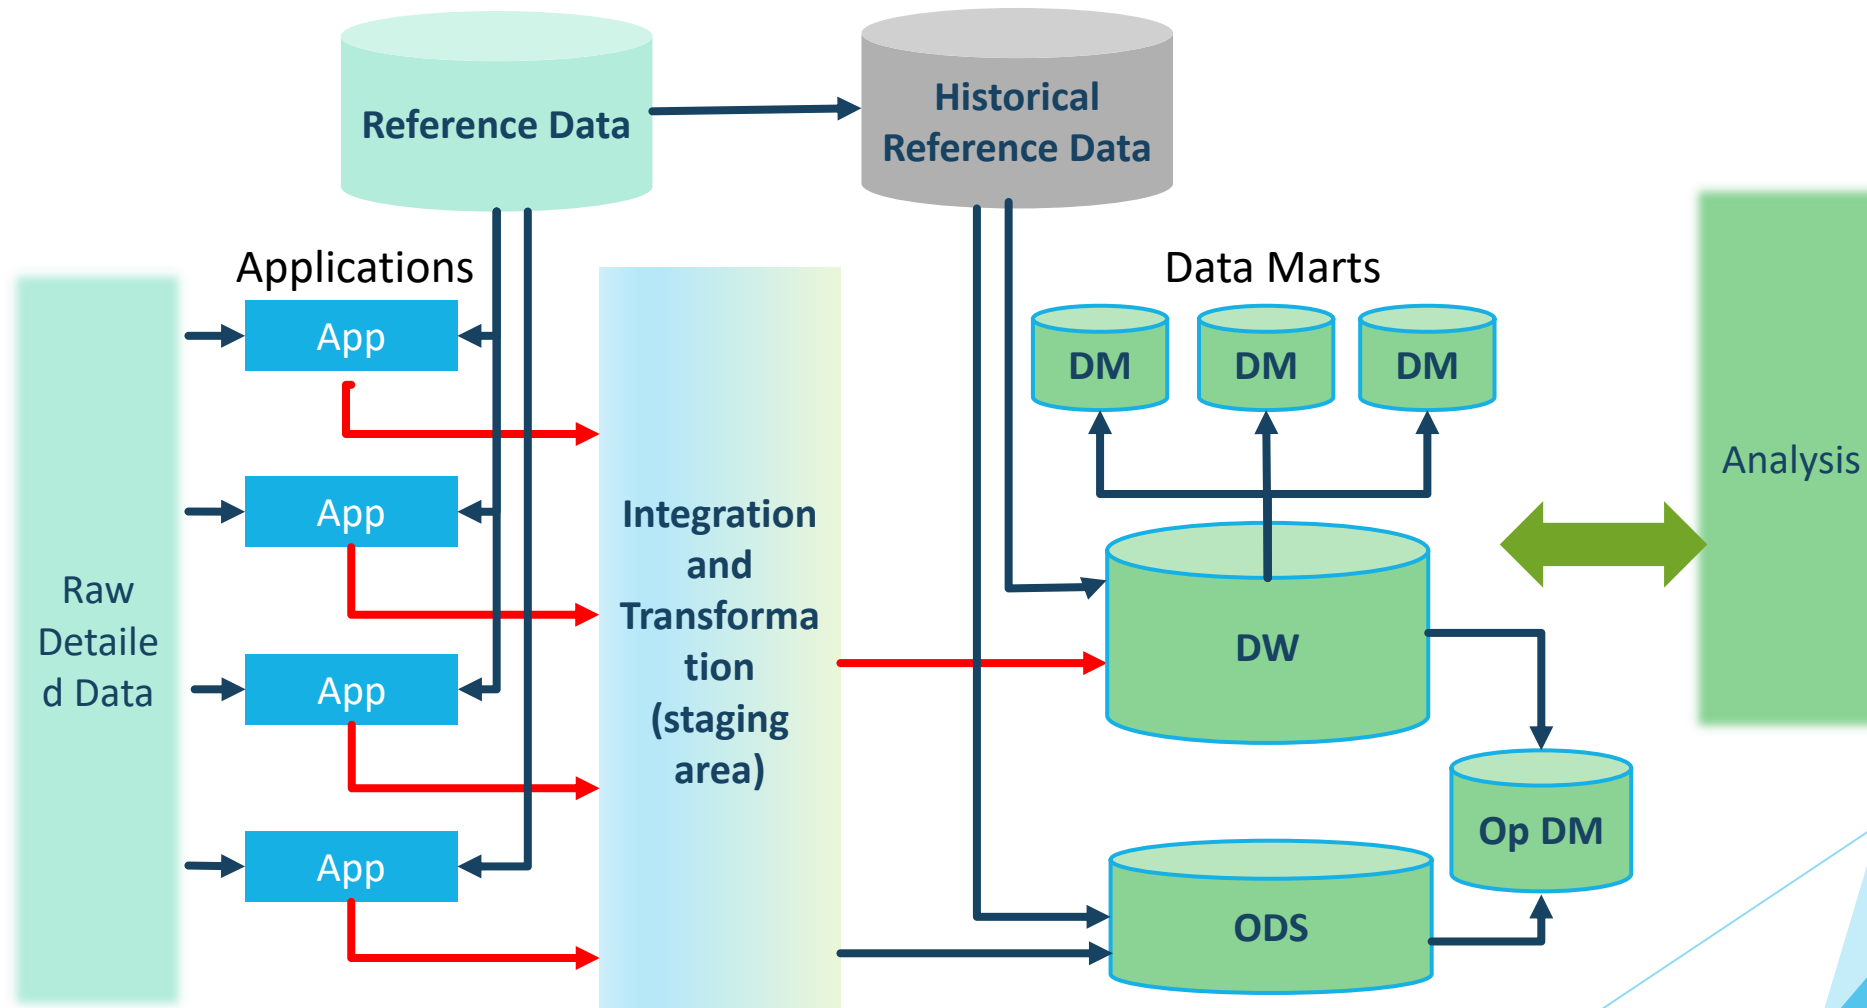 Reference Data
Historical
Reference Data
Applications
Data Marts
App
App
App
App
Raw
Detaile
d Data
Integration
and
Transforma
tion
(staging
area)
DM
DM
DM
DW
ODS
Op DM
Analysis